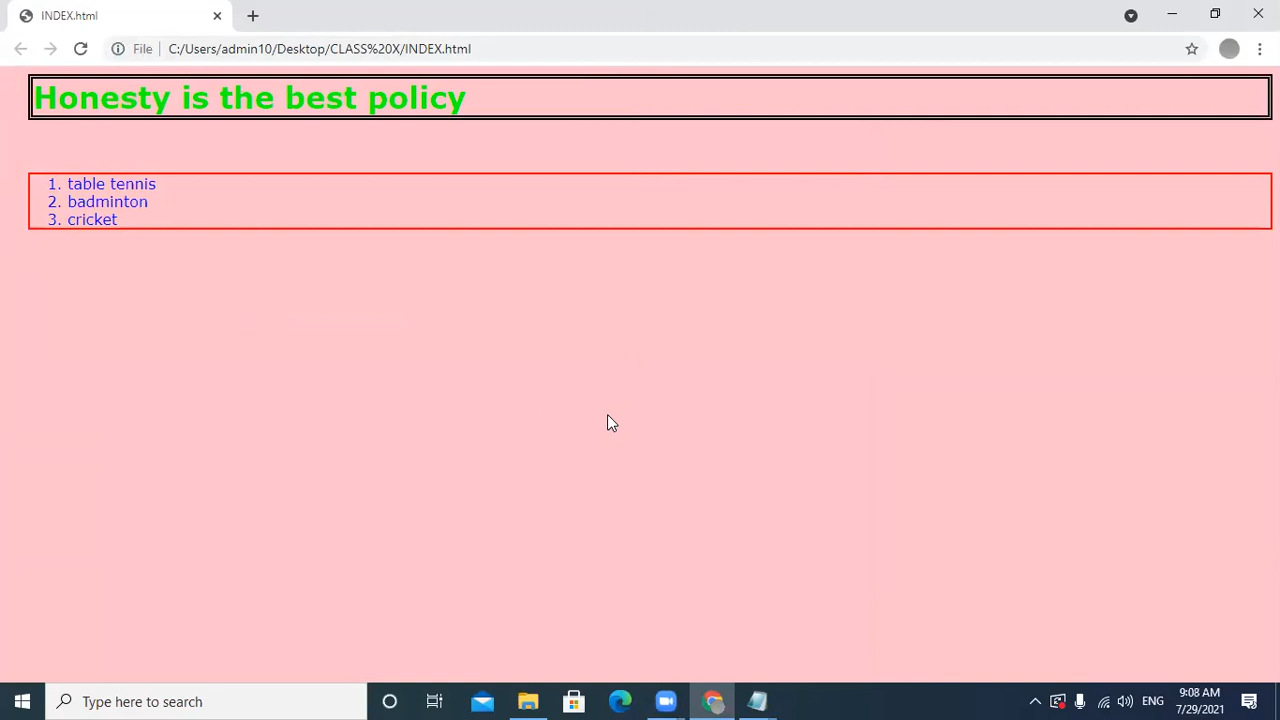 INDEX.html
File
C:/Users/admin10/Desktop/CLASS%20X/INDEX.html
Honesty is the best policy
1. table tennis
2. badminton
3. cricket
Type here to search
ENG
9:08 AM
7/29/2021